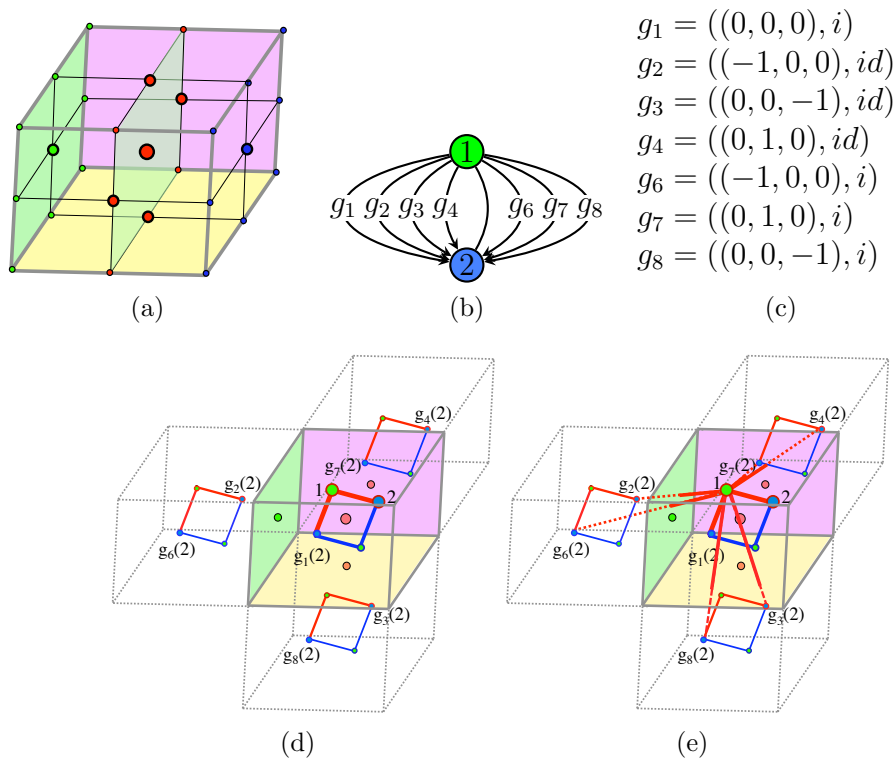 g₁ = ((0, 0, 0), i)
g₂ = ((−1, 0, 0), id)
g₃ = ((0, 0, −1), id)
g₄ = ((0, 1, 0), id)
g₆ = ((−1, 0, 0), i)
g₇ = ((0, 1, 0), i)
g₈ = ((0, 0, −1), i)
1
g₁ g₂ g₃ g₄ g₆ g₇ g₈
2
(a) (b) (c)
g₄(2)
g₇(2)
g₂(2) 1 2
g₆(2)
g₁(2)
g₃(2)
g₈(2)
g₄(2)
g₇(2)
g₂(2) 1 2
g₆(2)
g₁(2)
g₃(2)
g₈(2)
(d) (e)